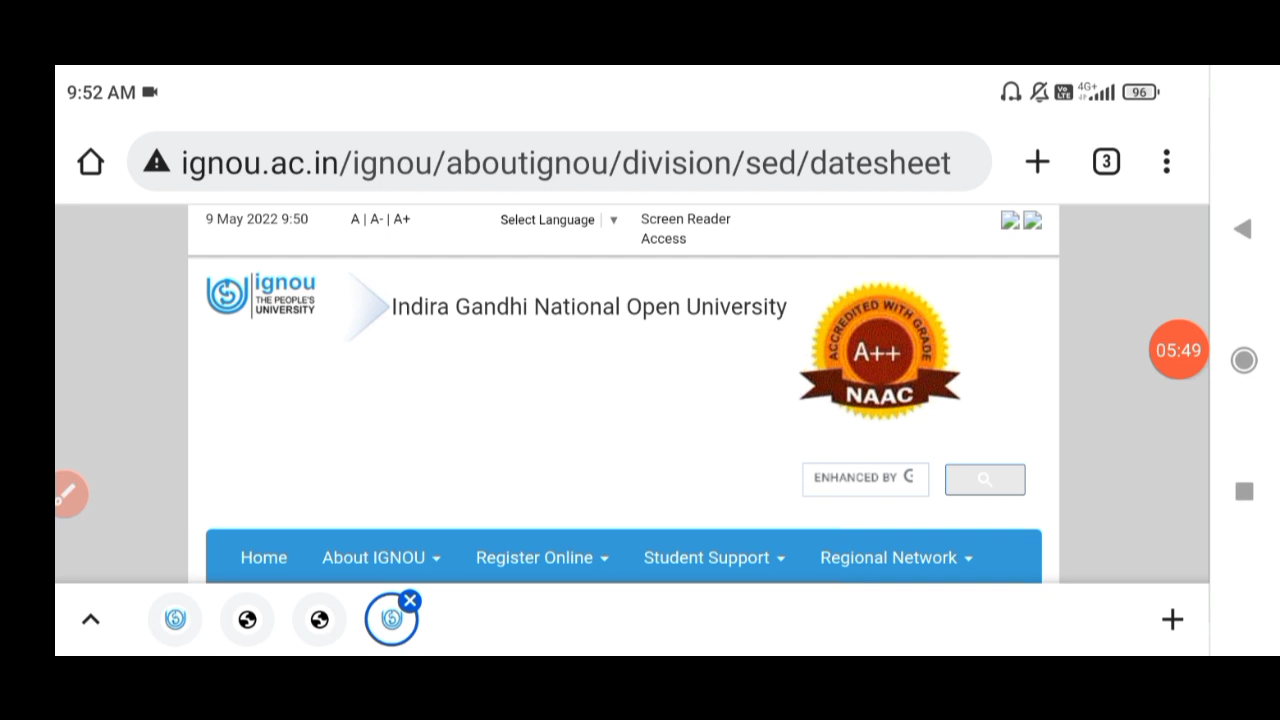 9:52 AM
Vo LTE 4G+ 96
ignou.ac.in/ignou/aboutignou/division/sed/datesheet
3
9 May 2022 9:50 A | A- | A+ Select Language ▼ Screen Reader
Access
ignou
THE PEOPLE'S
UNIVERSITY
Indira Gandhi National Open University
ACCREDITED WITH GRADE
A++
NAAC
05:49
ENHANCED BY G
Home About IGNOU Register Online Student Support Regional Network